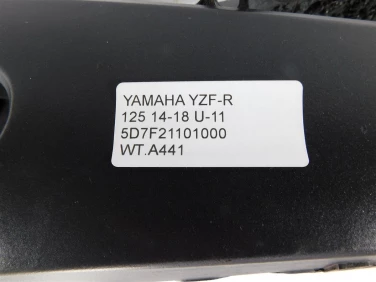 YAMAHA YZF-R
125 14-18 U-11
5D7F21101000
WT.A441